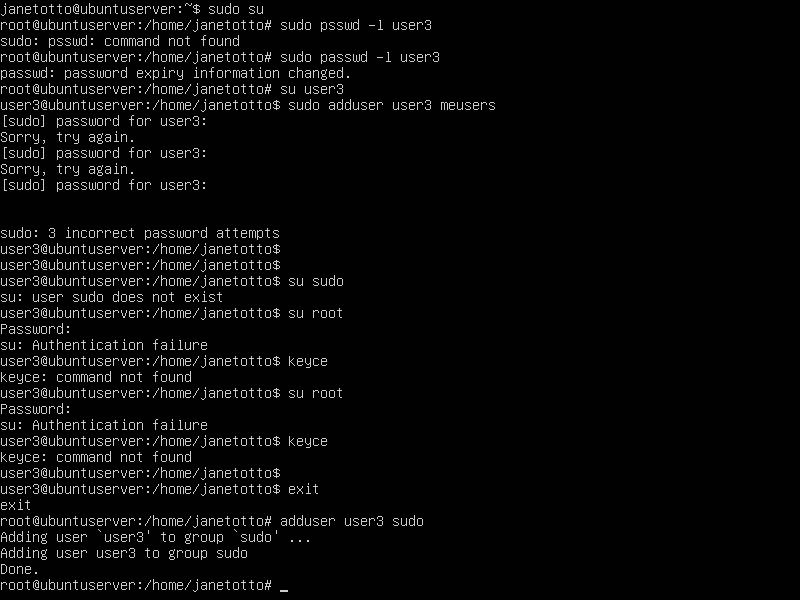 janetotto@ubuntuserver:~$ sudo su
root@ubuntuserver:/home/janetotto# sudo psswd -l user3
sudo: psswd: command not found
root@ubuntuserver:/home/janetotto# sudo passwd -l user3
passwd: password expiry information changed.
root@ubuntuserver:/home/janetotto# su user3
user3@ubuntuserver:/home/janetotto$ sudo adduser user3 meusers
[sudo] password for user3:
Sorry, try again.
[sudo] password for user3:
Sorry, try again.
[sudo] password for user3:
sudo: 3 incorrect password attempts
user3@ubuntuserver:/home/janetotto$
user3@ubuntuserver:/home/janetotto$
user3@ubuntuserver:/home/janetotto$ su sudo
su: user sudo does not exist
user3@ubuntuserver:/home/janetotto$ su root
Password:
su: Authentication failure
user3@ubuntuserver:/home/janetotto$ keyce
keyce: command not found
user3@ubuntuserver:/home/janetotto$ su root
Password:
su: Authentication failure
user3@ubuntuserver:/home/janetotto$ keyce
keyce: command not found
user3@ubuntuserver:/home/janetotto$
user3@ubuntuserver:/home/janetotto$ exit
exit
root@ubuntuserver:/home/janetotto# adduser user3 sudo
Adding user `user3' to group `sudo' ...
Adding user user3 to group sudo
Done.
root@ubuntuserver:/home/janetotto# _